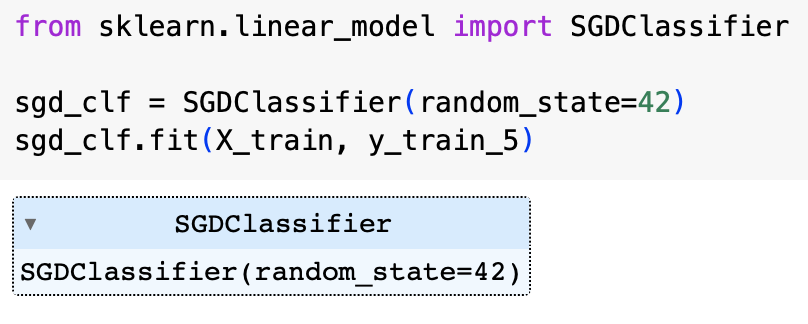 from sklearn.linear_model import SGDClassifier
sgd_clf = SGDClassifier(random_state=42)
sgd_clf.fit(X_train, y_train_5)
▼ SGDClassifier
SGDClassifier(random_state=42)